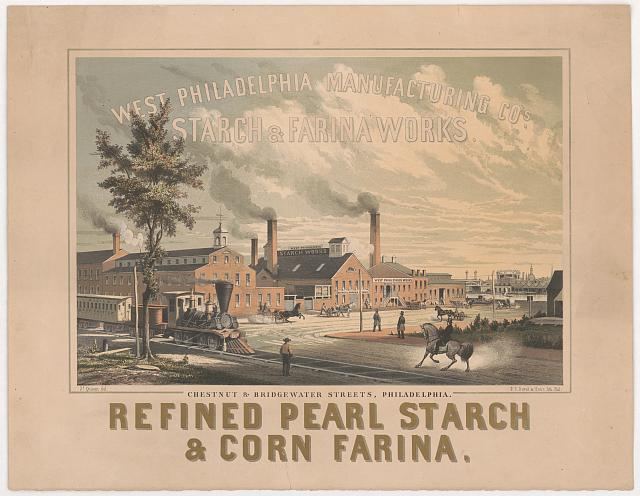 WEST PHILADELPHIA MANUFACTURING CO'S
STARCH & FARINA WORKS.
STARCH WORKS
CHESTNUT & BRIDGEWATER STREETS, PHILADELPHIA.
REFINED PEARL STARCH
& CORN FARINA.